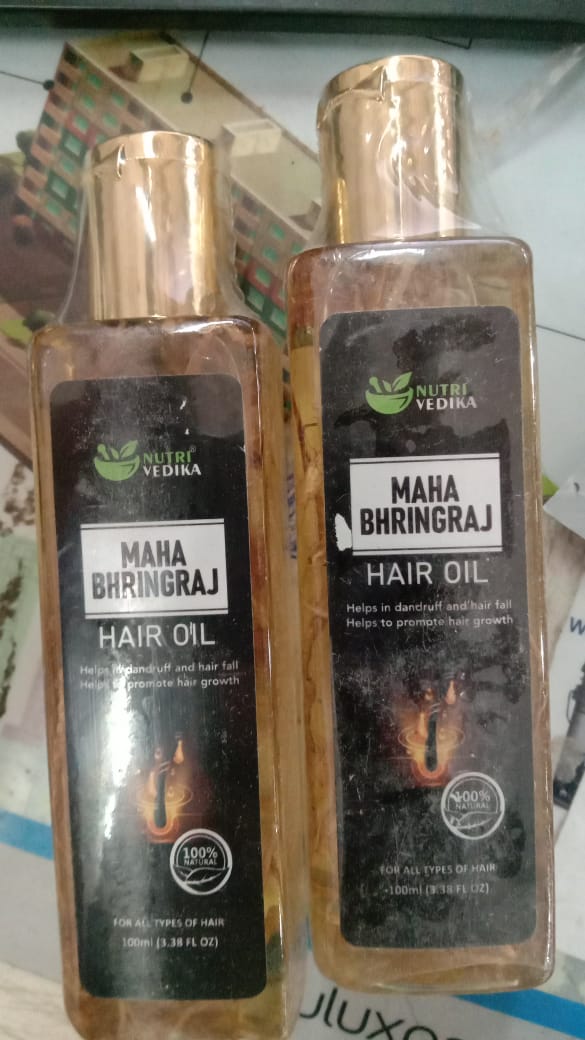 NUTRI®
VEDIKA
MAHA
BHRINGRAJ
HAIR OIL
Helps in dandruff and hair fall
Helps to promote hair growth
100%
NATURAL
FOR ALL TYPES OF HAIR
100ml (3.38 FL OZ)
NUTRI
VEDIKA
MAHA
BHRINGRAJ
HAIR OIL
Helps in dandruff and hair fall
Helps to promote hair growth
100%
NATURAL
FOR ALL TYPES OF HAIR
100ml (3.38 FL OZ)